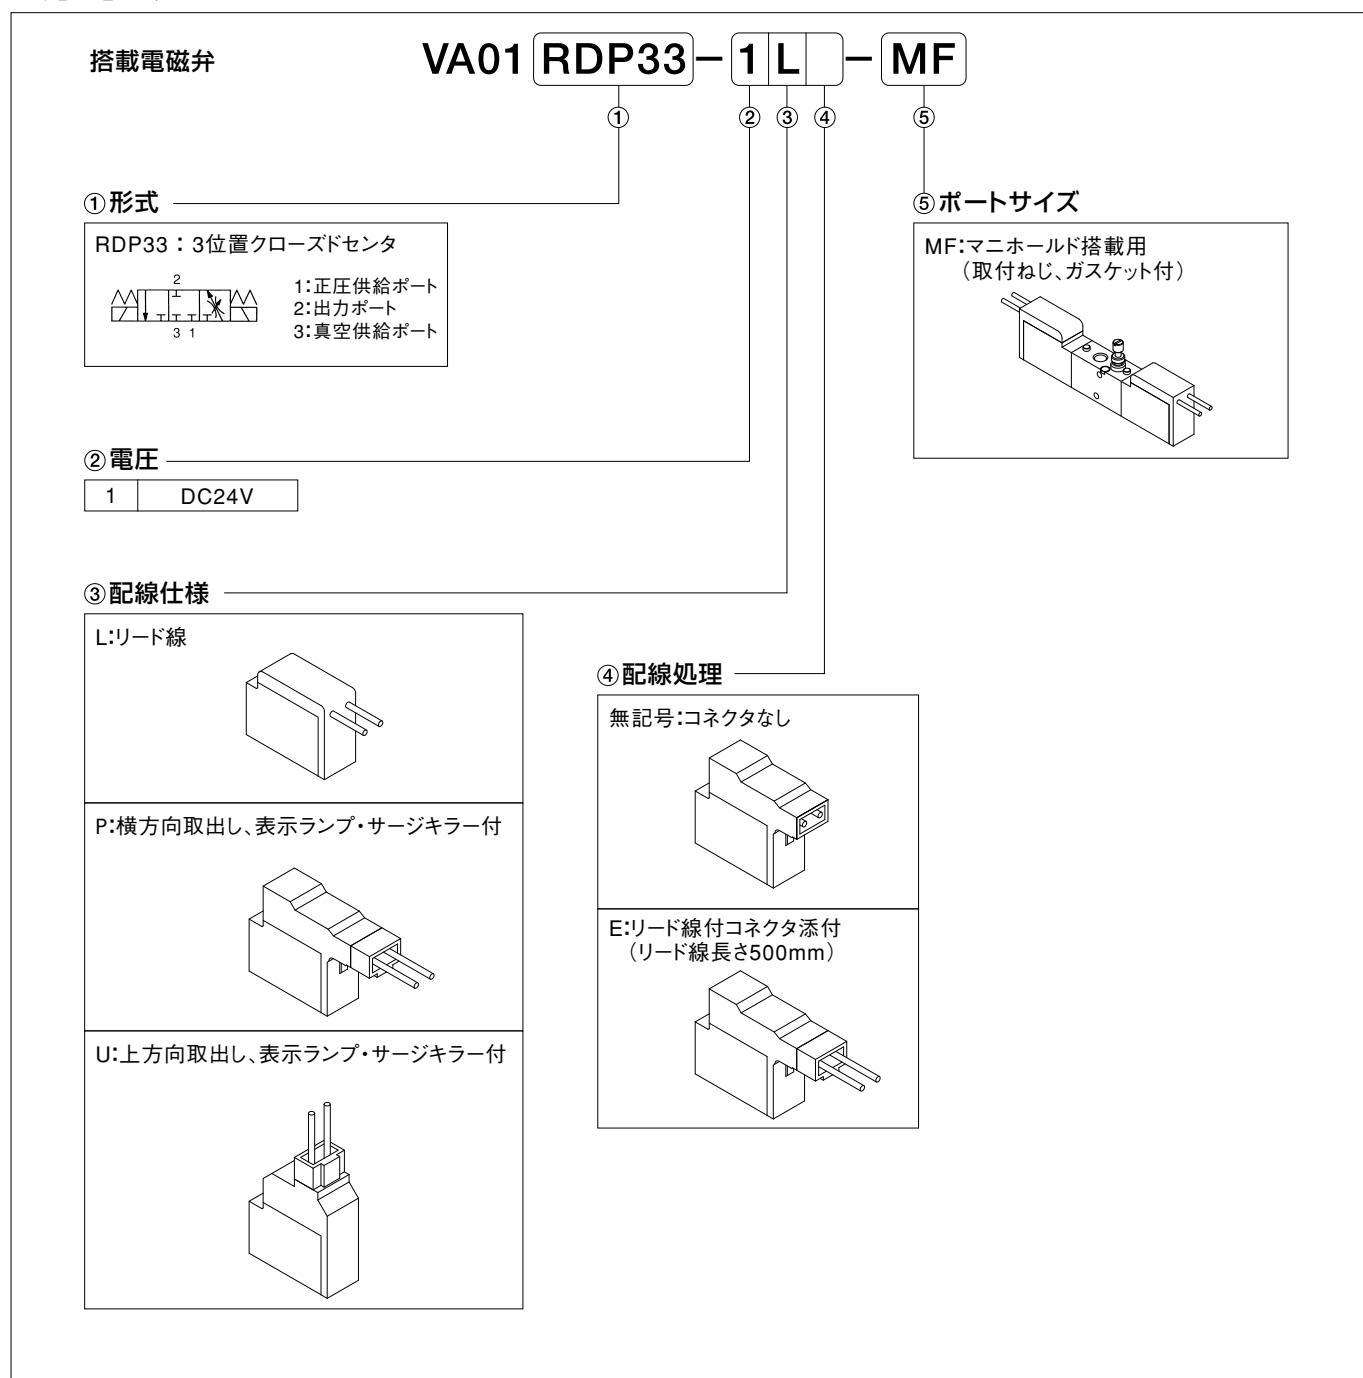 搭載電磁弁 VA01 RDP33-1L -MF
① ② ③ ④ ⑤
①形式
RDP33：3位置クローズドセンタ
2
3 1
1:正圧供給ポート
2:出力ポート
3:真空供給ポート
⑤ポートサイズ
MF:マニホールド搭載用
（取付ねじ、ガスケット付）
②電圧
1 DC24V
③配線仕様
L:リード線
P:横方向取出し、表示ランプ・サージキラー付
U:上方向取出し、表示ランプ・サージキラー付
④配線処理
無記号:コネクタなし
E:リード線付コネクタ添付
（リード線長さ500mm）